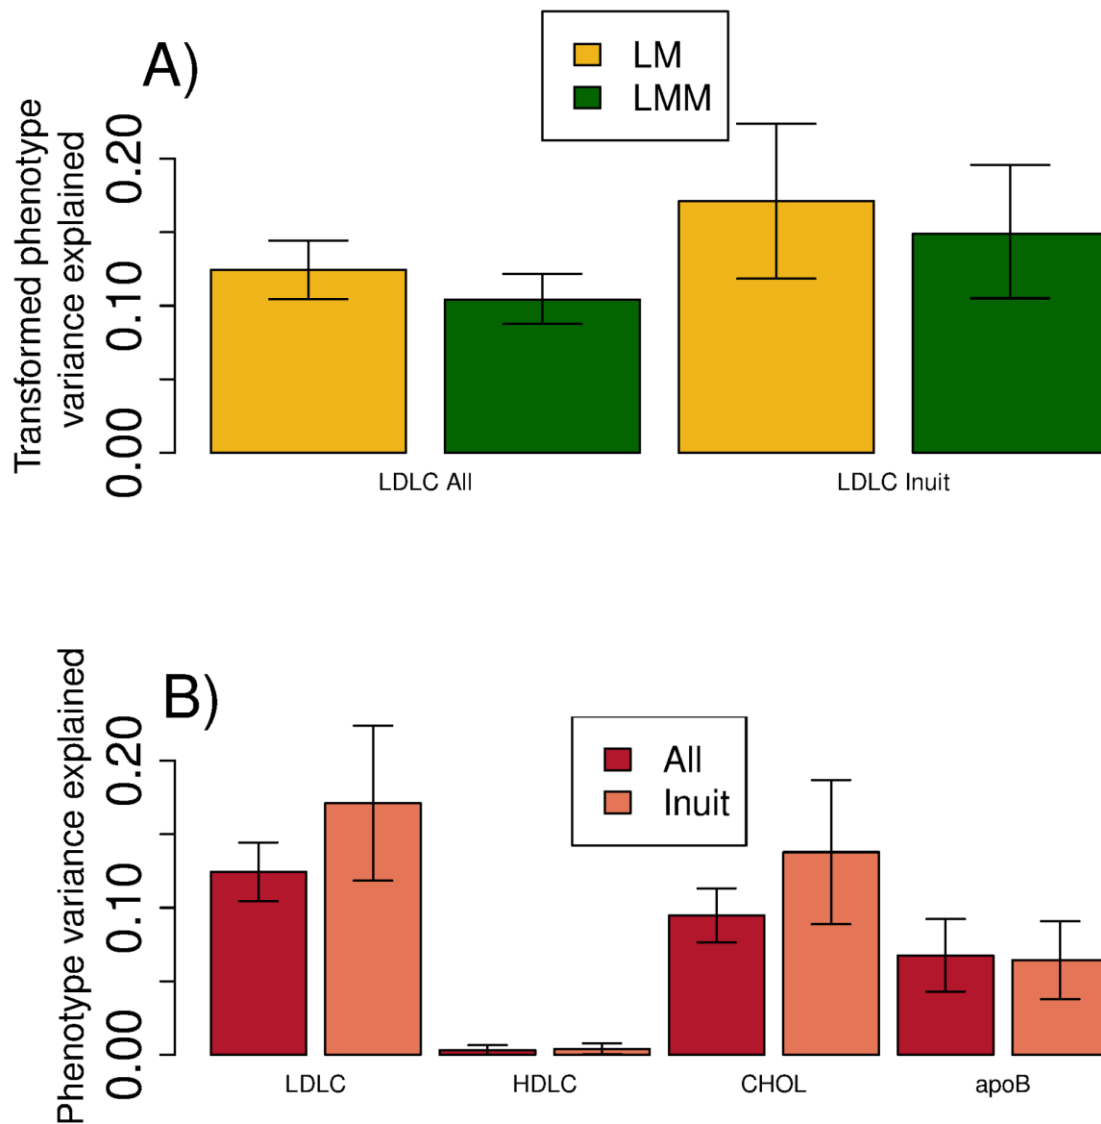 A)
LM
LMM
Transformed phenotype
variance explained
0.20
0.10
0.00
LDLC All
LDLC Inuit
B)
All
Inuit
Phenotype variance explained
0.20
0.10
0.00
LDLC
HDLC
CHOL
apoB